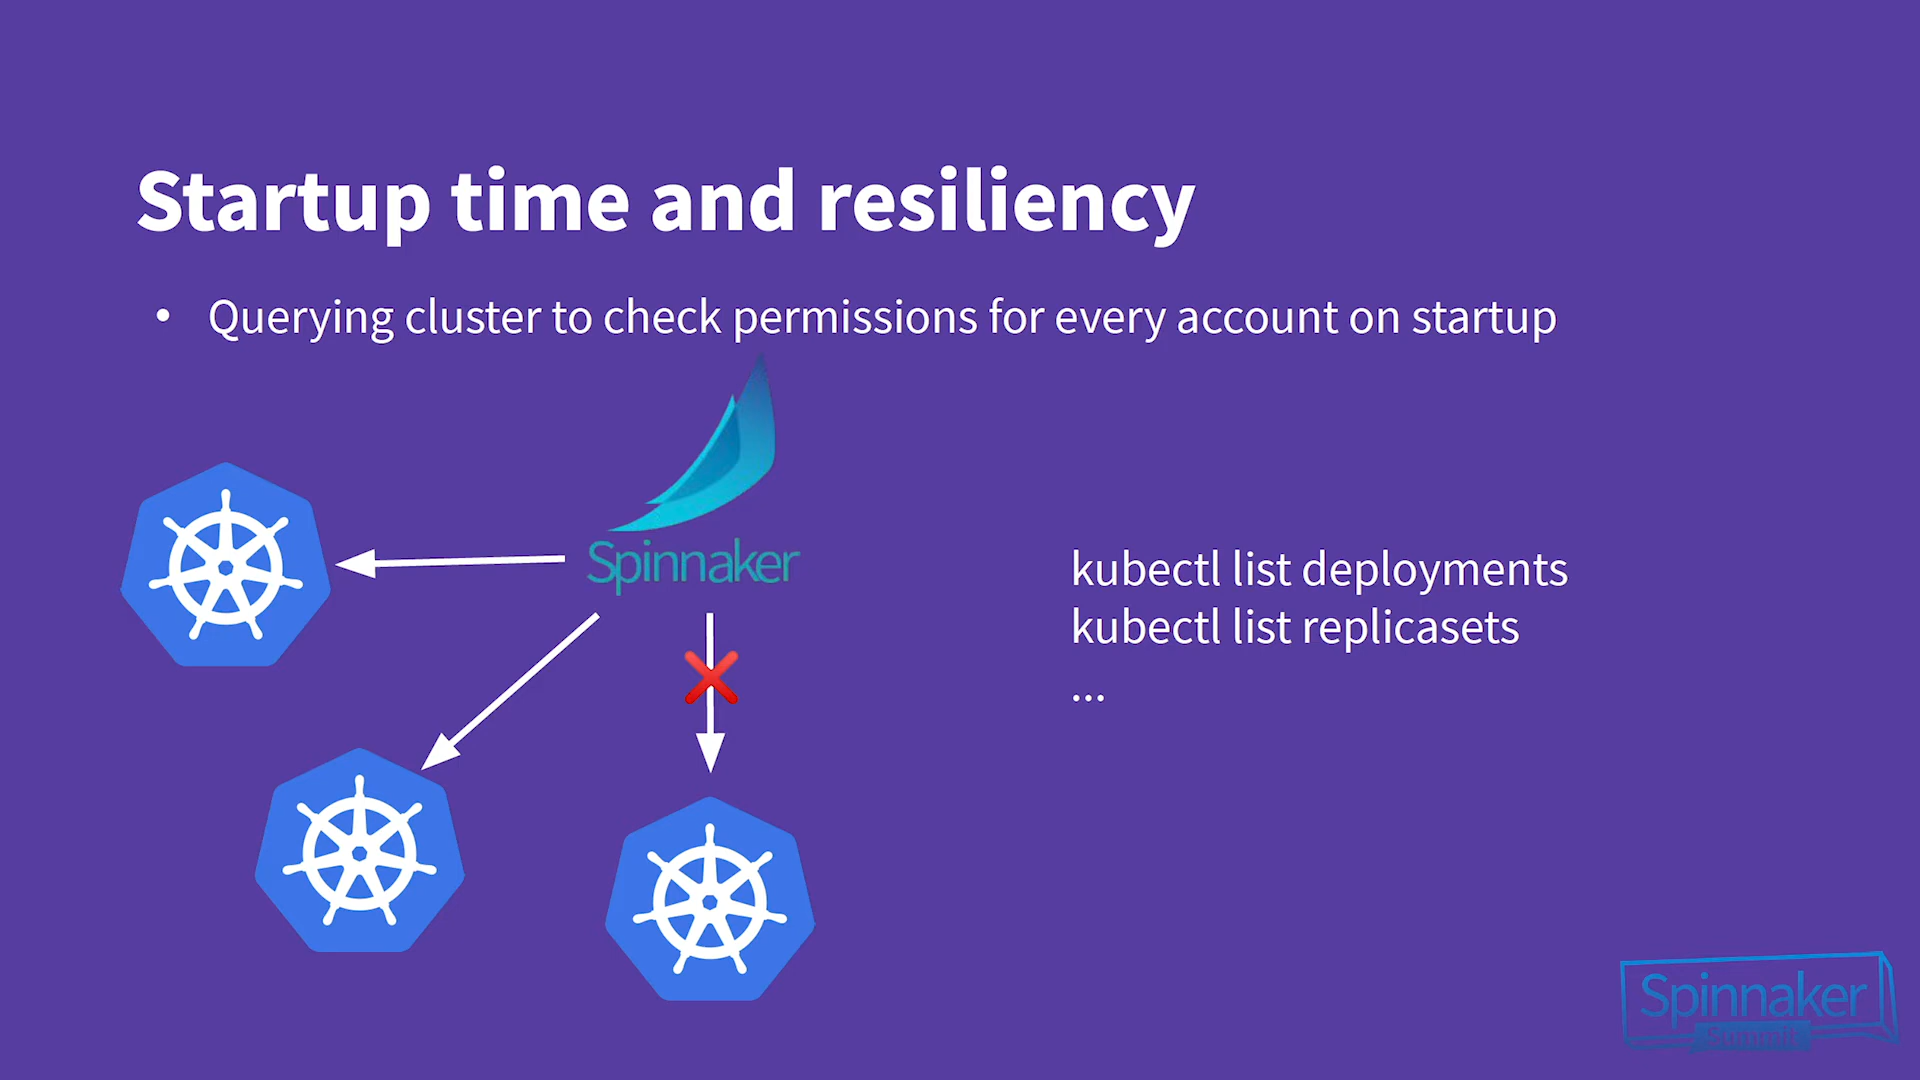 Startup time and resiliency
• Querying cluster to check permissions for every account on startup
Spinnaker
kubectl list deployments
kubectl list replicasets
...
Spinnaker
Summit